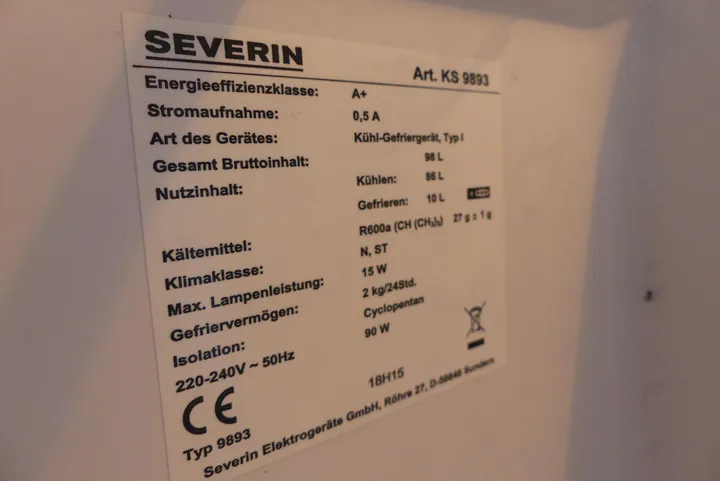 SEVERIN
Art. KS 9893
Energieeffizienzklasse: A+
Stromaufnahme: 0,5 A
Art des Gerätes: Kühl-Gefriergerät, Typ I
Gesamt Bruttoinhalt: 98 L
Nutzinhalt: Kühlen: 86 L
Gefrieren: 10 L
Kältemittel: R600a (CH (CH₃)₃) 27 g ± 1 g
Klimaklasse: N, ST
Max. Lampenleistung: 15 W
Gefriervermögen: 2 kg/24Std.
Isolation: Cyclopentan
220-240V ~ 50Hz 90 W
CE
18H15
Typ 9893
Severin Elektrogeräte GmbH, Röhre 27, D-59846 Sundern